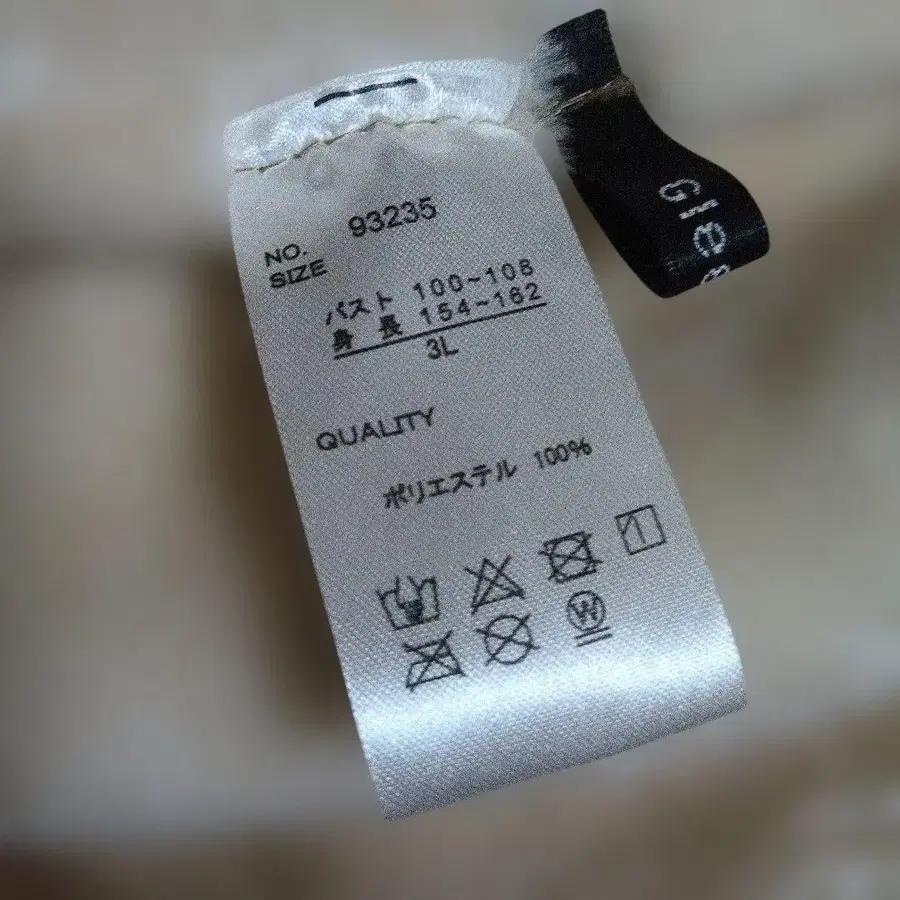 NO. 93235
SIZE
バスト 100~108
身長 154~162
3L
QUALITY
ポリエステル 100%
W